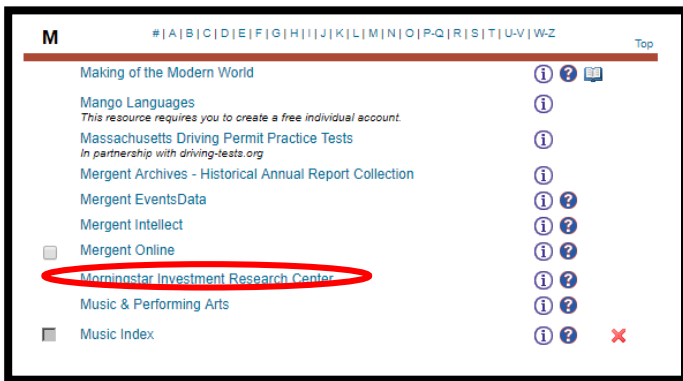 M
#|A|B|C|D|E|F|G|H|I|J|K|L|M|N|O|P-Q|R|S|T|U-V|W-Z
Top
Making of the Modern World
Mango Languages
This resource requires you to create a free individual account.
Massachusetts Driving Permit Practice Tests
In partnership with driving-tests.org
Mergent Archives - Historical Annual Report Collection
Mergent EventsData
Mergent Intellect
Mergent Online
Morningstar Investment Research Center
Music & Performing Arts
Music Index